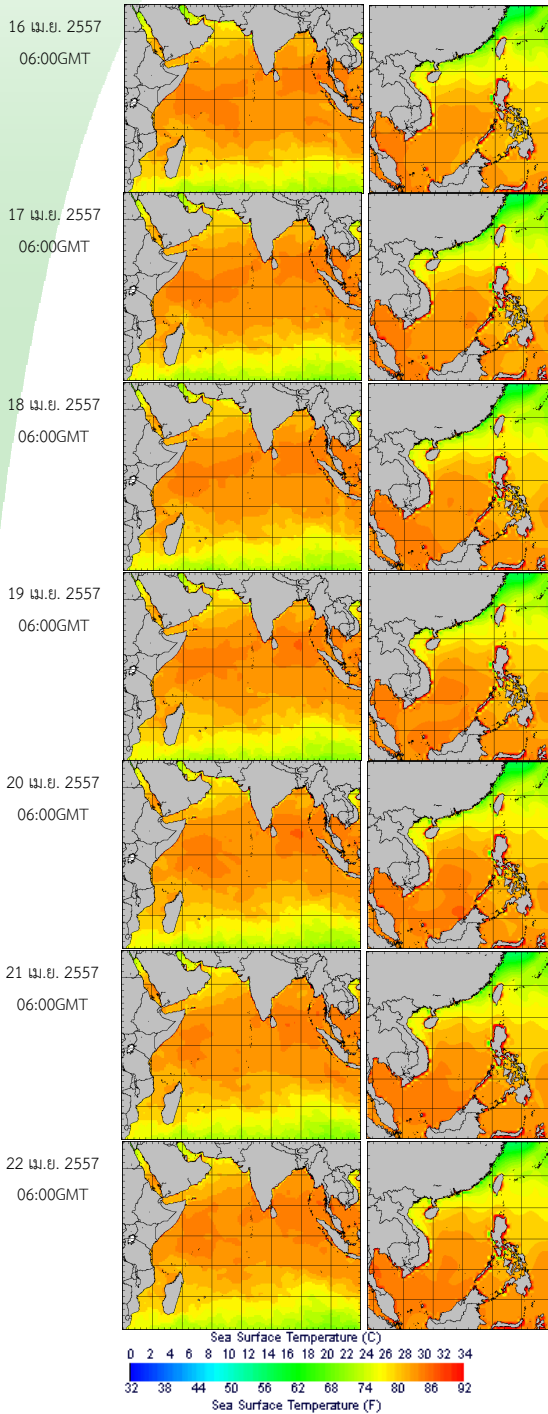 16 เม.ย. 2557
06:00GMT
17 เม.ย. 2557
06:00GMT
18 เม.ย. 2557
06:00GMT
19 เม.ย. 2557
06:00GMT
20 เม.ย. 2557
06:00GMT
21 เม.ย. 2557
06:00GMT
22 เม.ย. 2557
06:00GMT
Sea Surface Temperature (C)
0 2 4 6 8 10 12 14 16 18 20 22 24 26 28 30 32 34
32 38 44 50 56 62 68 74 80 86 92
Sea Surface Temperature (F)